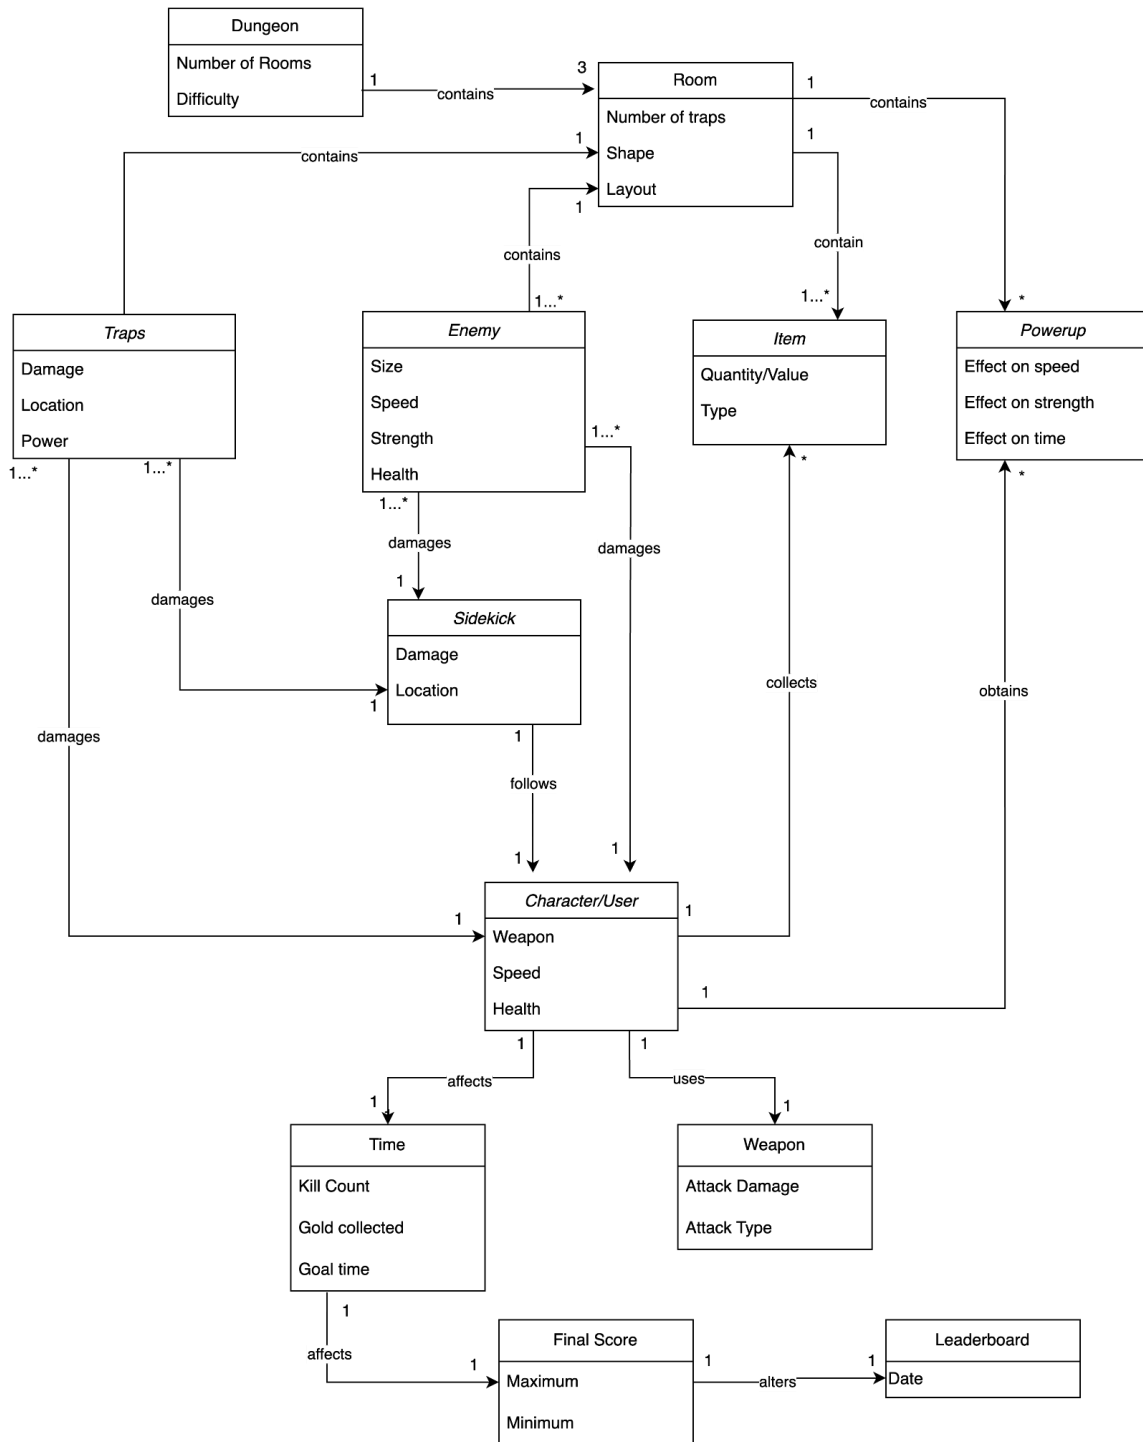 Dungeon
Number of Rooms
Difficulty
1
contains
3
Room
Number of traps
Shape
Layout
1
contains
1
contain
contains
1
1
contains
1...*
1...*
*
Traps
Damage
Location
Power
Enemy
Size
Speed
Strength
Health
Item
Quantity/Value
Type
Powerup
Effect on speed
Effect on strength
Effect on time
1...*
1...*
1...*
1...*
*
*
damages
damages
damages
damages
1
1
Sidekick
Damage
Location
1
follows
1
1
collects
obtains
1
Character/User
Weapon
Speed
Health
1
1
1
affects
1
1
uses
1
Time
Kill Count
Gold collected
Goal time
Weapon
Attack Damage
Attack Type
1
affects
1
Final Score
Maximum
Minimum
1
alters
1
Leaderboard
Date